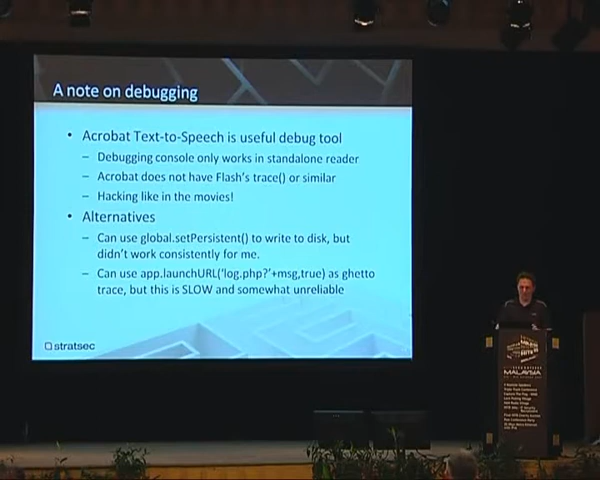 A note on debugging
• Acrobat Text-to-Speech is useful debug tool
– Debugging console only works in standalone reader
– Acrobat does not have Flash's trace() or similar
– Hacking like in the movies!
• Alternatives
– Can use global.setPersistent() to write to disk, but
didn't work consistently for me.
– Can use app.launchURL('log.php?'+msg,true) as ghetto
trace, but this is SLOW and somewhat unreliable
stratsec
MALAYSIA